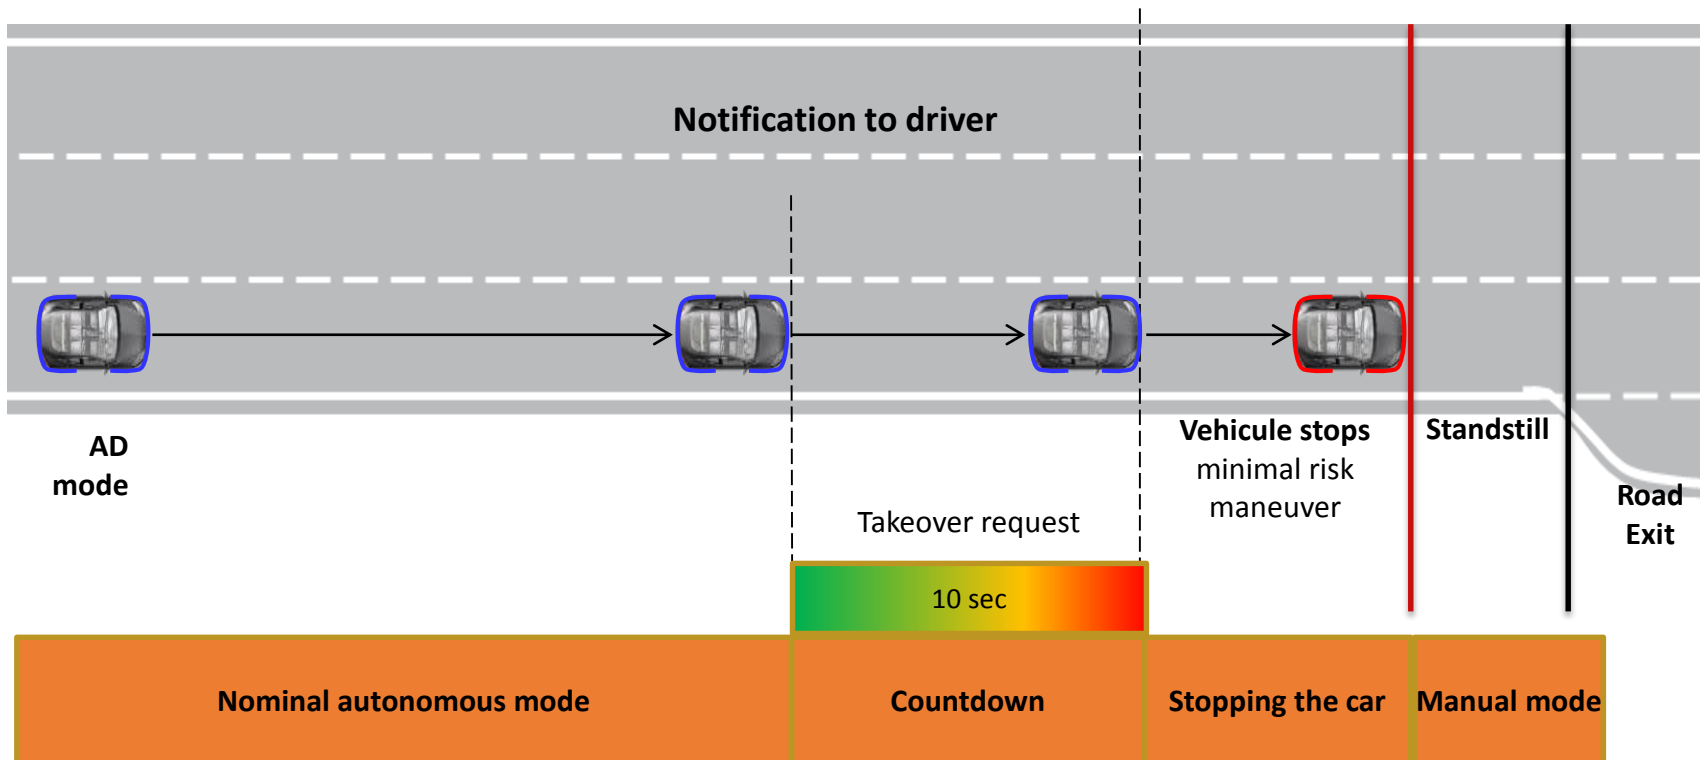 Notification to driver
AD
mode
Vehicule stops
minimal risk
maneuver
Standstill
Road
Exit
Takeover request
10 sec
Nominal autonomous mode
Countdown
Stopping the car
Manual mode